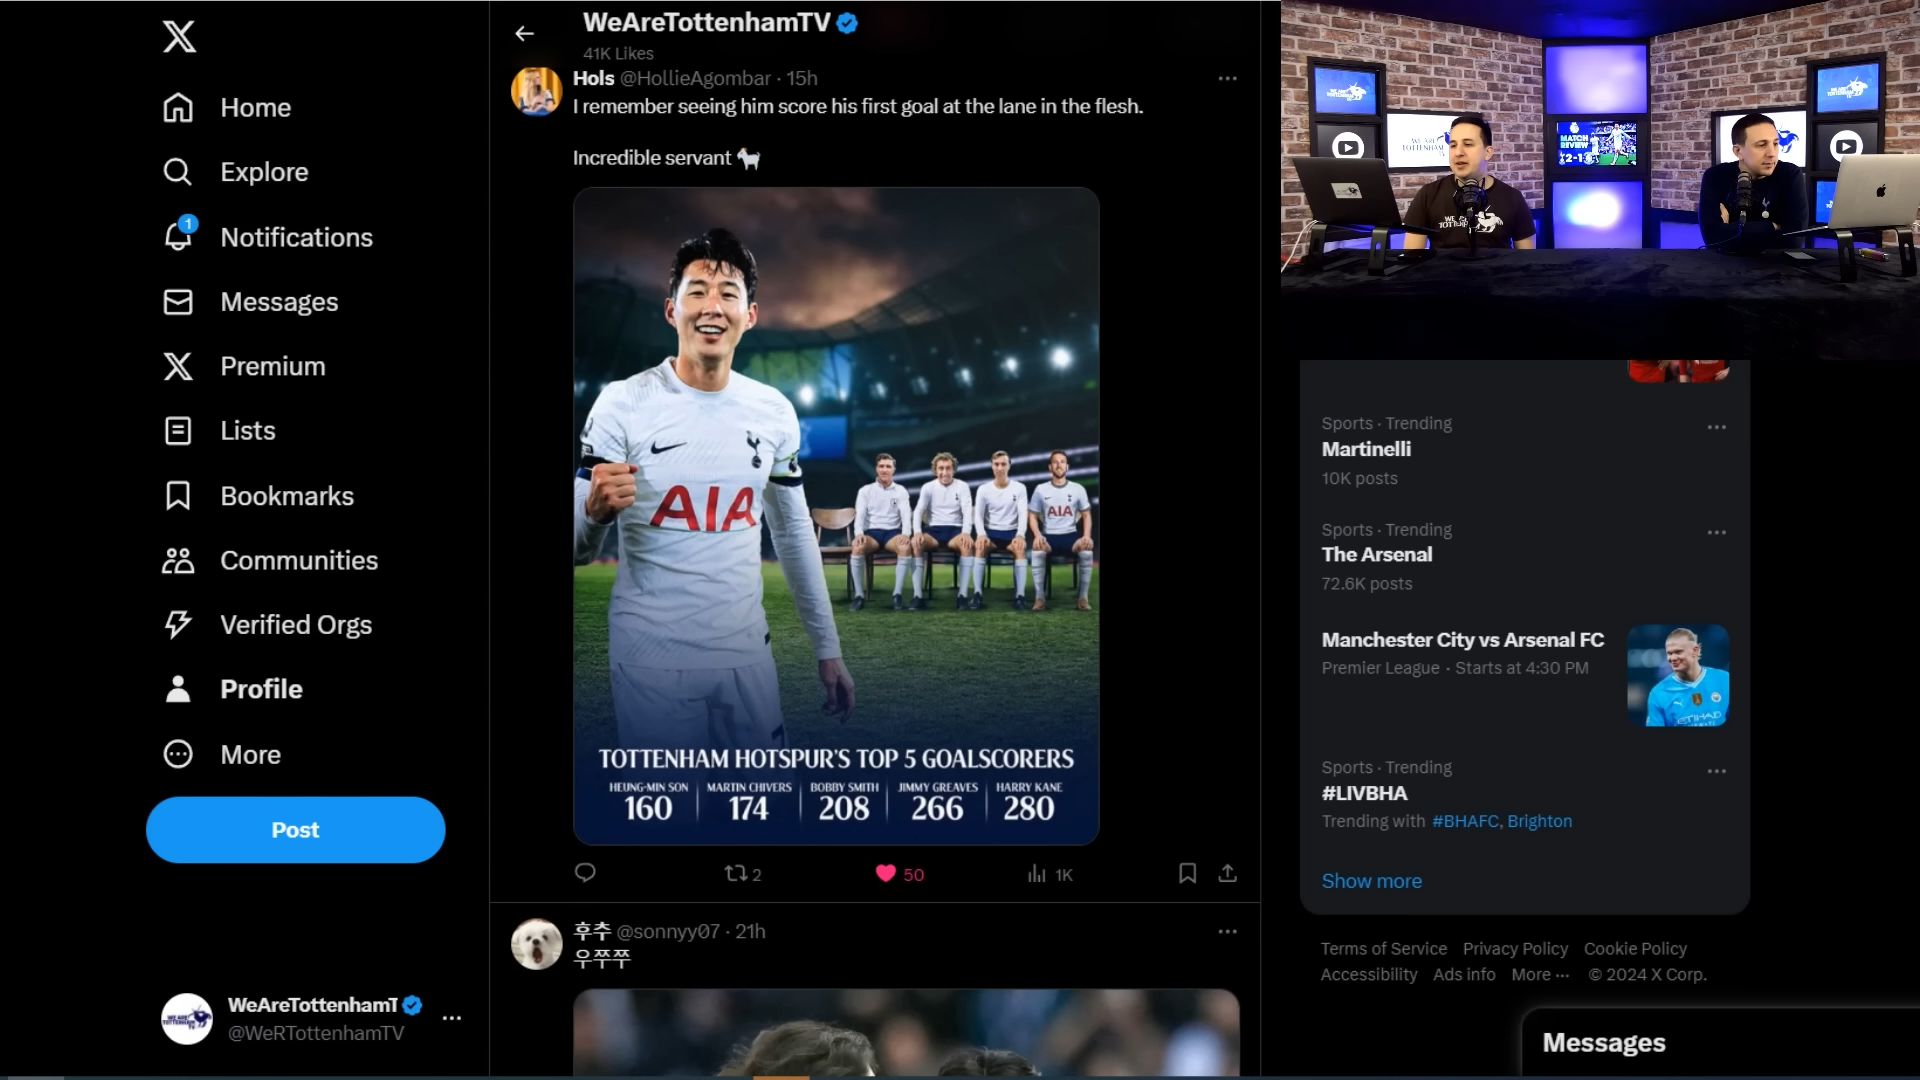 Home
Explore
1
Notifications
Messages
Premium
Lists
Bookmarks
Communities
Verified Orgs
Profile
More
Post
WeAreTottenhamT
@WeRTottenhamTV
WeAreTottenhamTV
41K Likes
Hols @HollieAgombar · 15h
I remember seeing him score his first goal at the lane in the flesh.
Incredible servant
AIA
AIA
TOTTENHAM HOTSPUR'S TOP 5 GOALSCORERS
HEUNG-MIN SON
160
MARTIN CHIVERS
174
BOBBY SMITH
208
JIMMY GREAVES
266
HARRY KANE
280
2
50
1K
후추 @sonnyy07 · 21h
우쭈쭈
MATCH
REVIEW
2-1
Sports · Trending
Martinelli
10K posts
Sports · Trending
The Arsenal
72.6K posts
Manchester City vs Arsenal FC
Premier League · Starts at 4:30 PM
Sports · Trending
#LIVBHA
Trending with #BHAFC, Brighton
Show more
Terms of Service Privacy Policy Cookie Policy
Accessibility Ads info More ··· © 2024 X Corp.
Messages